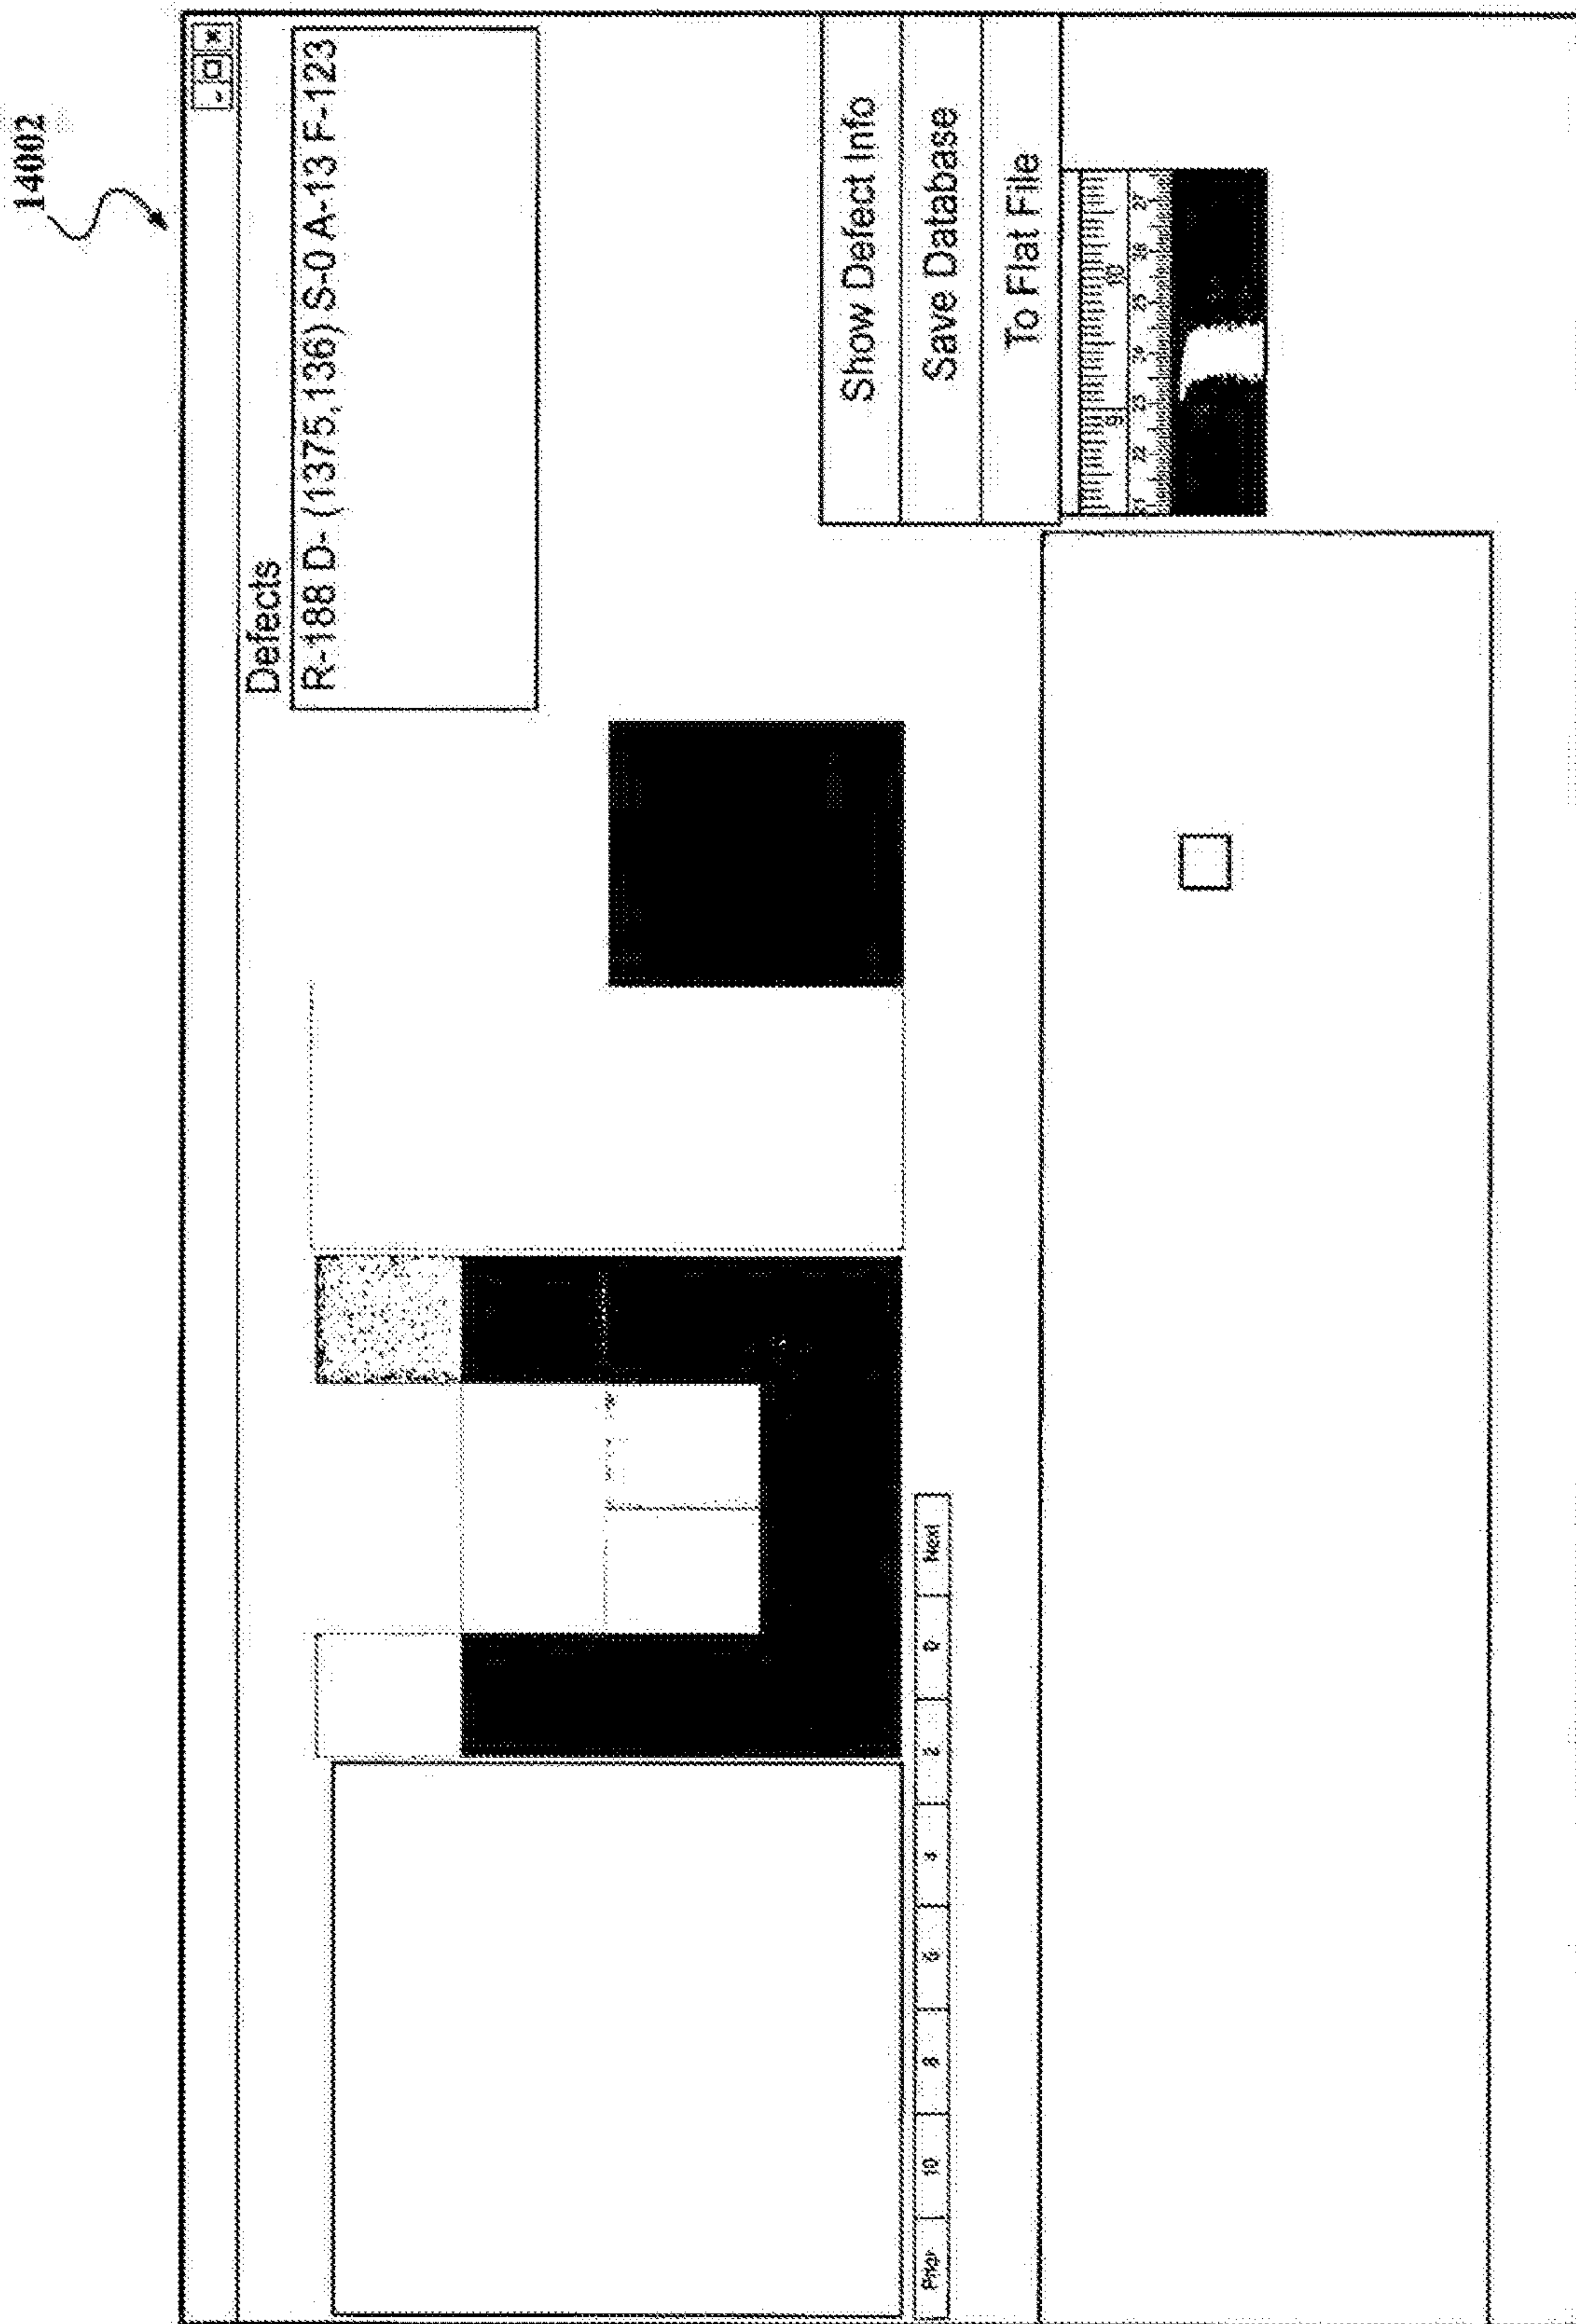 14002
Defects
R-188 D- (1375,136) S-0 A-13 F-123
Show Defect Info
Save Database
To Flat File
Prior 10 8 6 4 2 0 Next